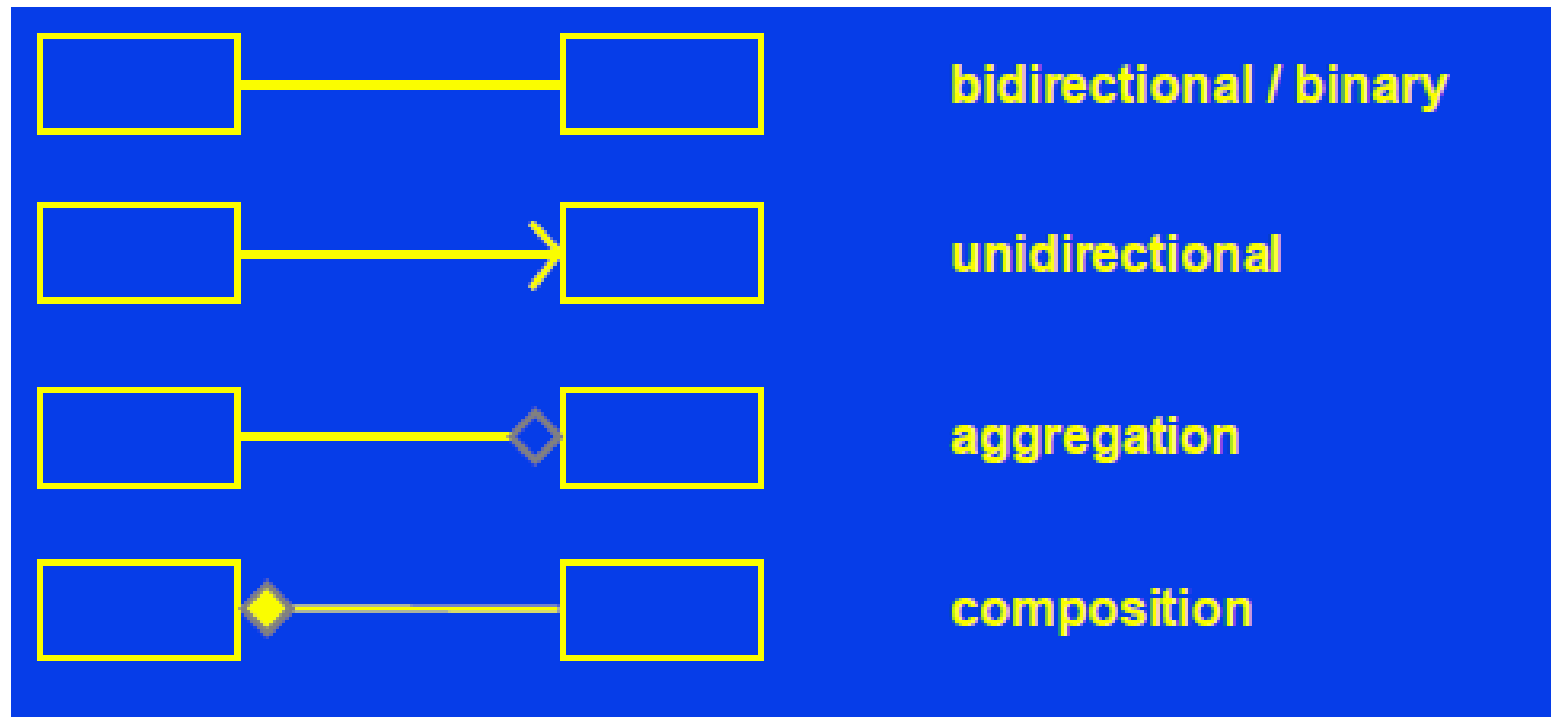 bidirectional / binary
unidirectional
aggregation
composition